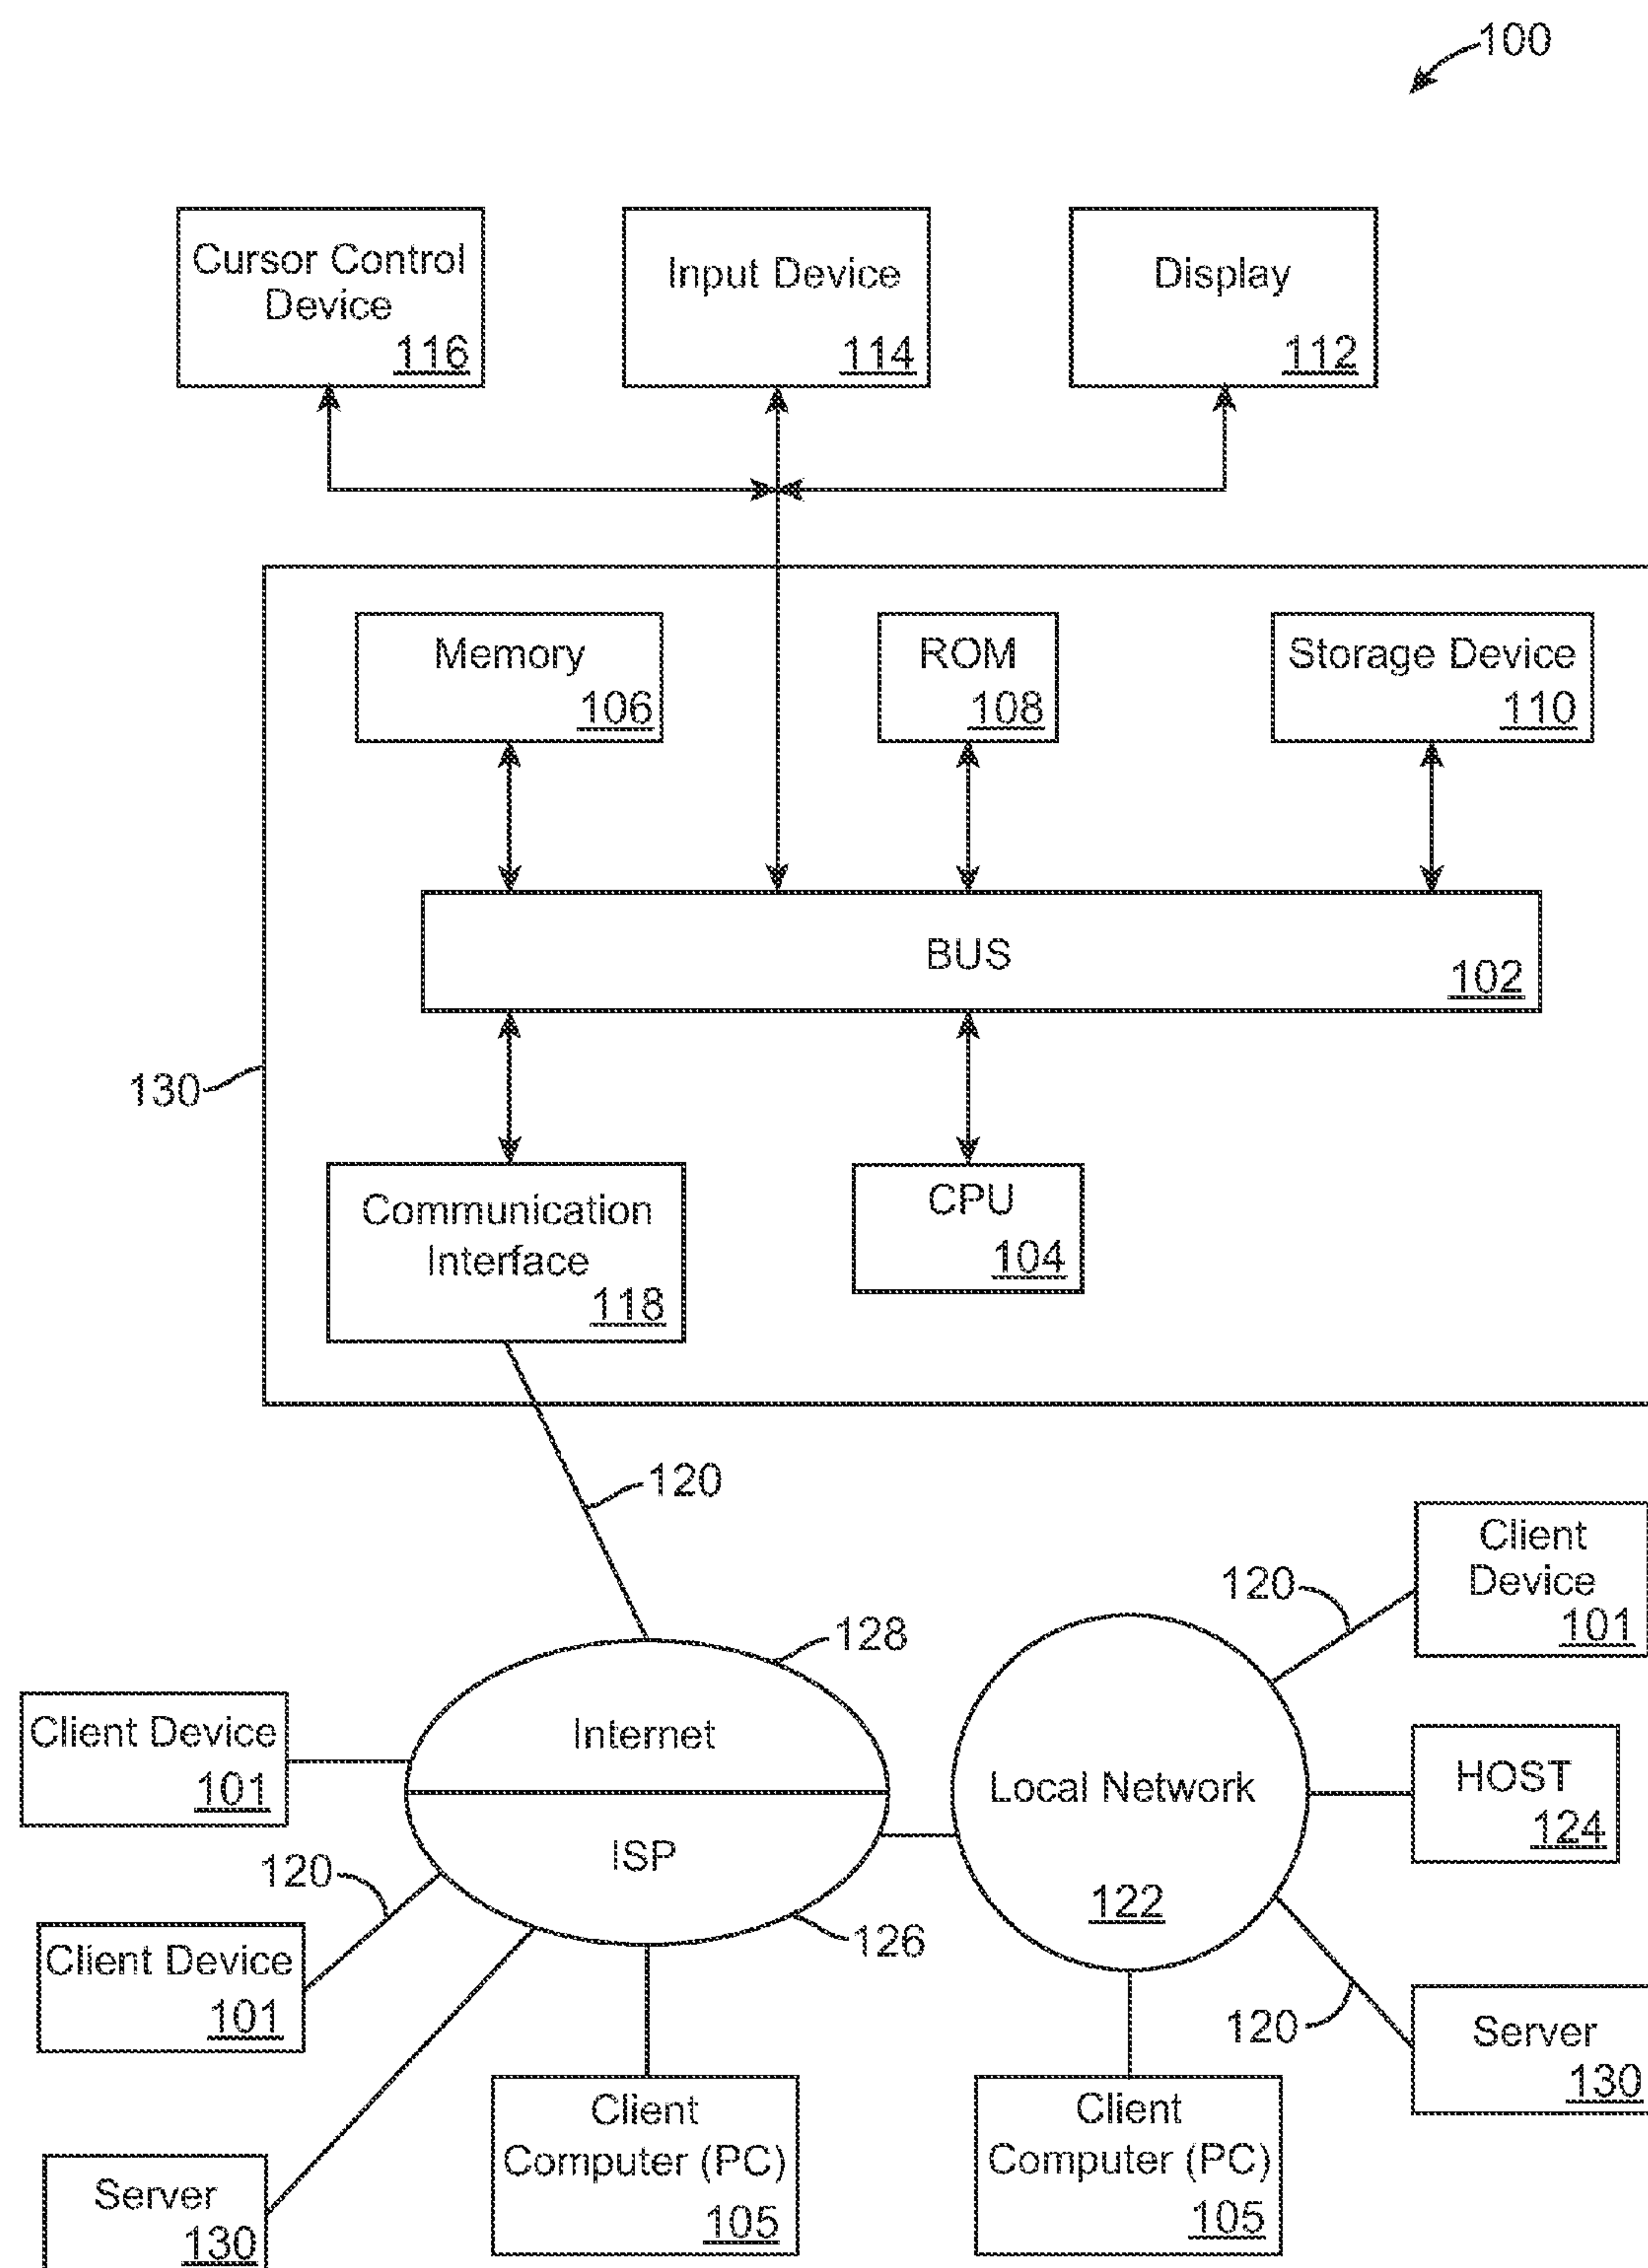 100
Cursor Control
Device
116
Input Device
114
Display
112
Memory
106
ROM
108
Storage Device
110
BUS
102
130
Communication
Interface
118
CPU
104
120
Client
Device
101
120
128
Internet
Client Device
101
Local Network
122
HOST
124
ISP
126
120
Client Device
101
120
Server
130
Client
Computer (PC)
105
Client
Computer (PC)
105
Server
130